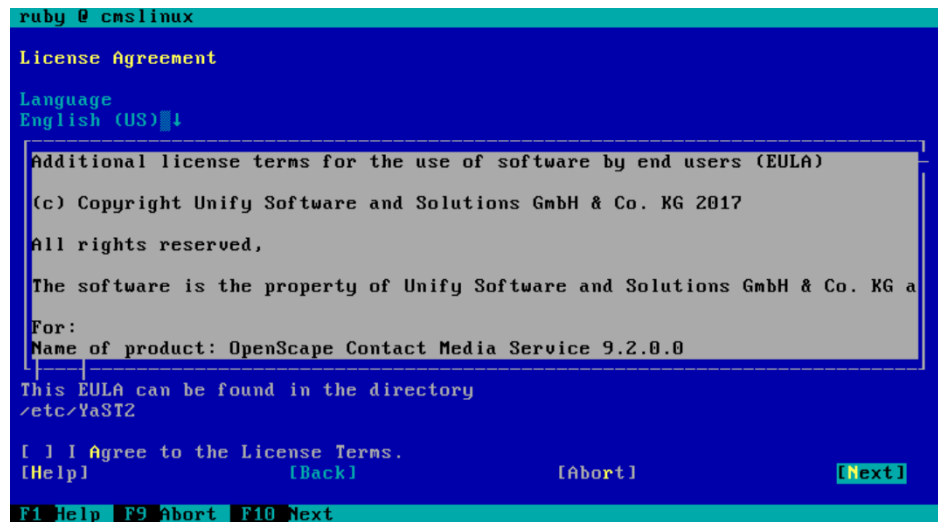 ruby @ cmslinux
License Agreement
Language
English (US)▒↓
Additional license terms for the use of software by end users (EULA)
(c) Copyright Unify Software and Solutions GmbH & Co. KG 2017
All rights reserved,
The software is the property of Unify Software and Solutions GmbH & Co. KG a
For:
Name of product: OpenScape Contact Media Service 9.2.0.0
This EULA can be found in the directory
/etc/YaST2
[ ] I Agree to the License Terms.
[Help] [Back] [Abort] [Next]
F1 Help F9 Abort F10 Next